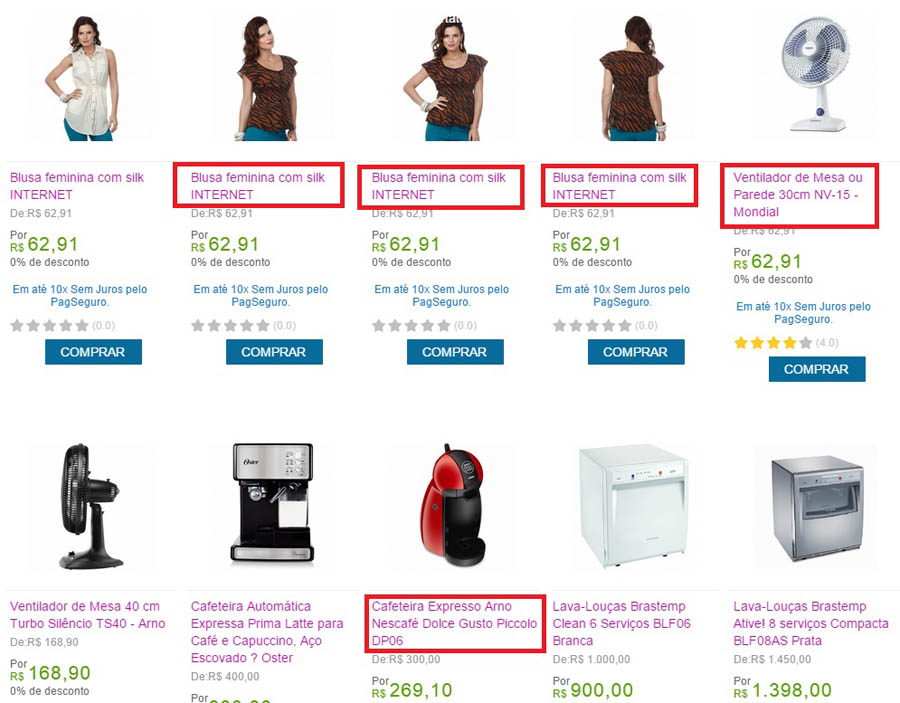 Blusa feminina com silk
INTERNET
De:R$ 62,91
Por
R$ 62,91
0% de desconto
Em até 10x Sem Juros pelo
PagSeguro.
(0.0)
COMPRAR
Blusa feminina com silk
INTERNET
De:R$ 62,91
Por
R$ 62,91
0% de desconto
Em até 10x Sem Juros pelo
PagSeguro.
(0.0)
COMPRAR
Blusa feminina com silk
INTERNET
De:R$ 62,91
Por
R$ 62,91
0% de desconto
Em até 10x Sem Juros pelo
PagSeguro.
(0.0)
COMPRAR
Blusa feminina com silk
INTERNET
De:R$ 62,91
Por
R$ 62,91
0% de desconto
Em até 10x Sem Juros pelo
PagSeguro.
(0.0)
COMPRAR
Ventilador de Mesa ou
Parede 30cm NV-15 -
Mondial
De:R$ 62,91
Por
R$ 62,91
0% de desconto
Em até 10x Sem Juros pelo
PagSeguro.
(4.0)
COMPRAR
Ventilador de Mesa 40 cm
Turbo Silêncio TS40 - Arno
De:R$ 168,90
Por
R$ 168,90
0% de desconto
Oster
Cafeteira Automática
Expressa Prima Latte para
Café e Capuccino, Aço
Escovado ? Oster
De:R$ 400,00
Por
Cafeteira Expresso Arno
Nescafé Dolce Gusto Piccolo
DP06
De:R$ 300,00
Por
R$ 269,10
Lava-Louças Brastemp
Clean 6 Serviços BLF06
Branca
De:R$ 1.000,00
Por
R$ 900,00
Lava-Louças Brastemp
Ative! 8 serviços Compacta
BLF08AS Prata
De:R$ 1.450,00
Por
R$ 1.398,00